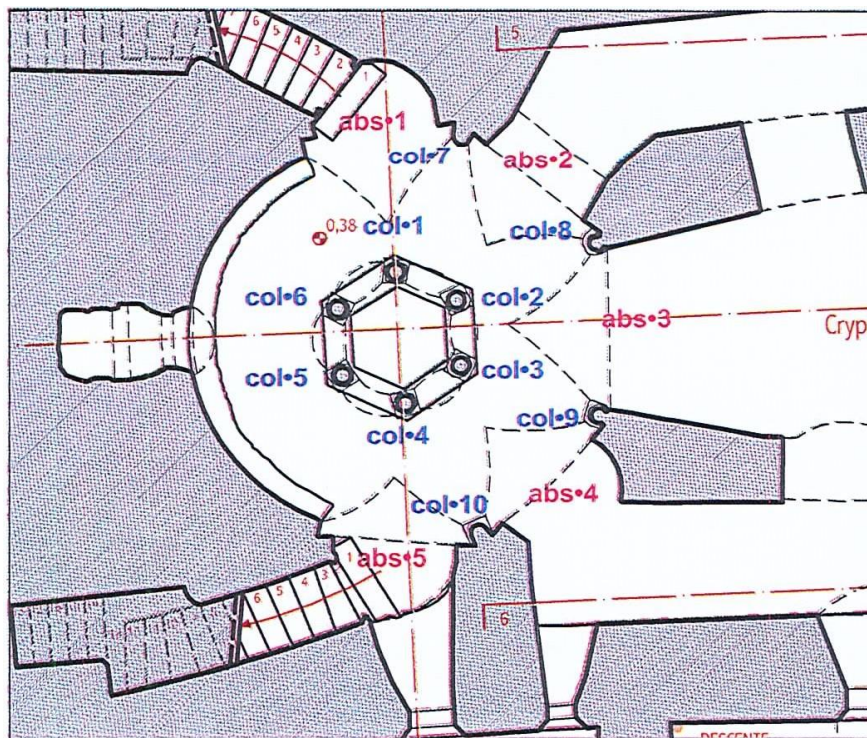 6 5 4 3 2 1
5
abs•1
col•7
abs•2
col•1
0,38
col•8
col•6
col•2
abs•3
Cryp
col•5
col•3
col•4
col•9
abs•4
col•10
abs•5
1
6 5 4 3
6
DESCENTE